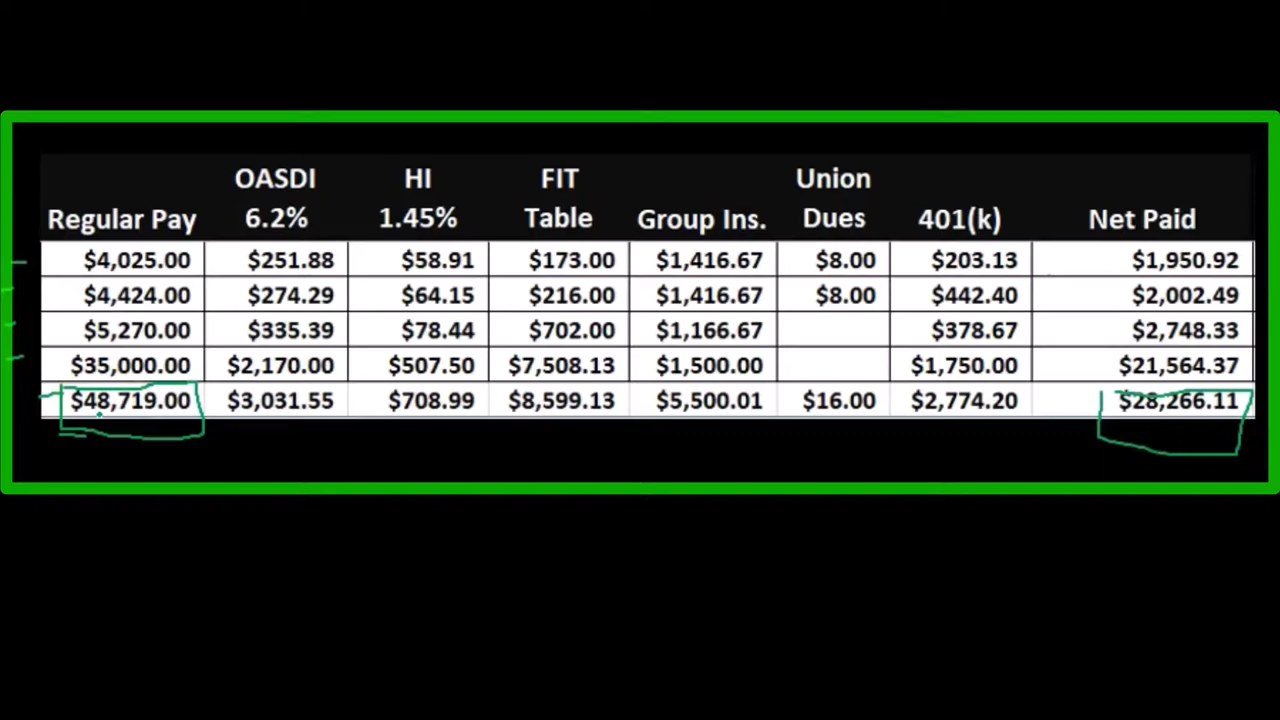 OASDI HI FIT Union
Regular Pay 6.2% 1.45% Table Group Ins. Dues 401(k) Net Paid
$4,025.00 $251.88 $58.91 $173.00 $1,416.67 $8.00 $203.13 $1,950.92
$4,424.00 $274.29 $64.15 $216.00 $1,416.67 $8.00 $442.40 $2,002.49
$5,270.00 $335.39 $78.44 $702.00 $1,166.67 $378.67 $2,748.33
$35,000.00 $2,170.00 $507.50 $7,508.13 $1,500.00 $1,750.00 $21,564.37
$48,719.00 $3,031.55 $708.99 $8,599.13 $5,500.01 $16.00 $2,774.20 $28,266.11